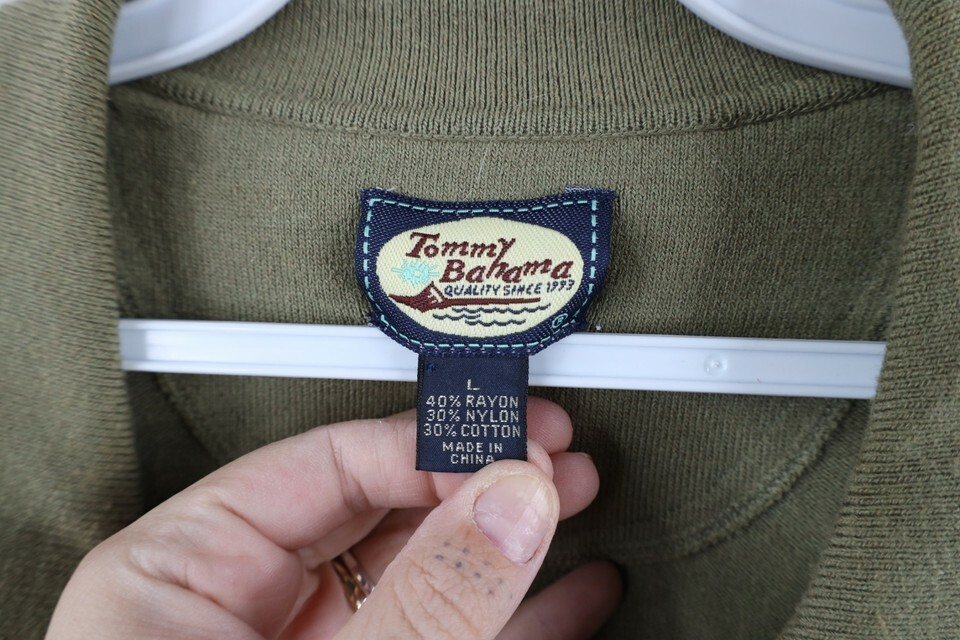 Tommy
Bahama
QUALITY SINCE 1993
®
L
40% RAYON
30% NYLON
30% COTTON
MADE IN
CHINA